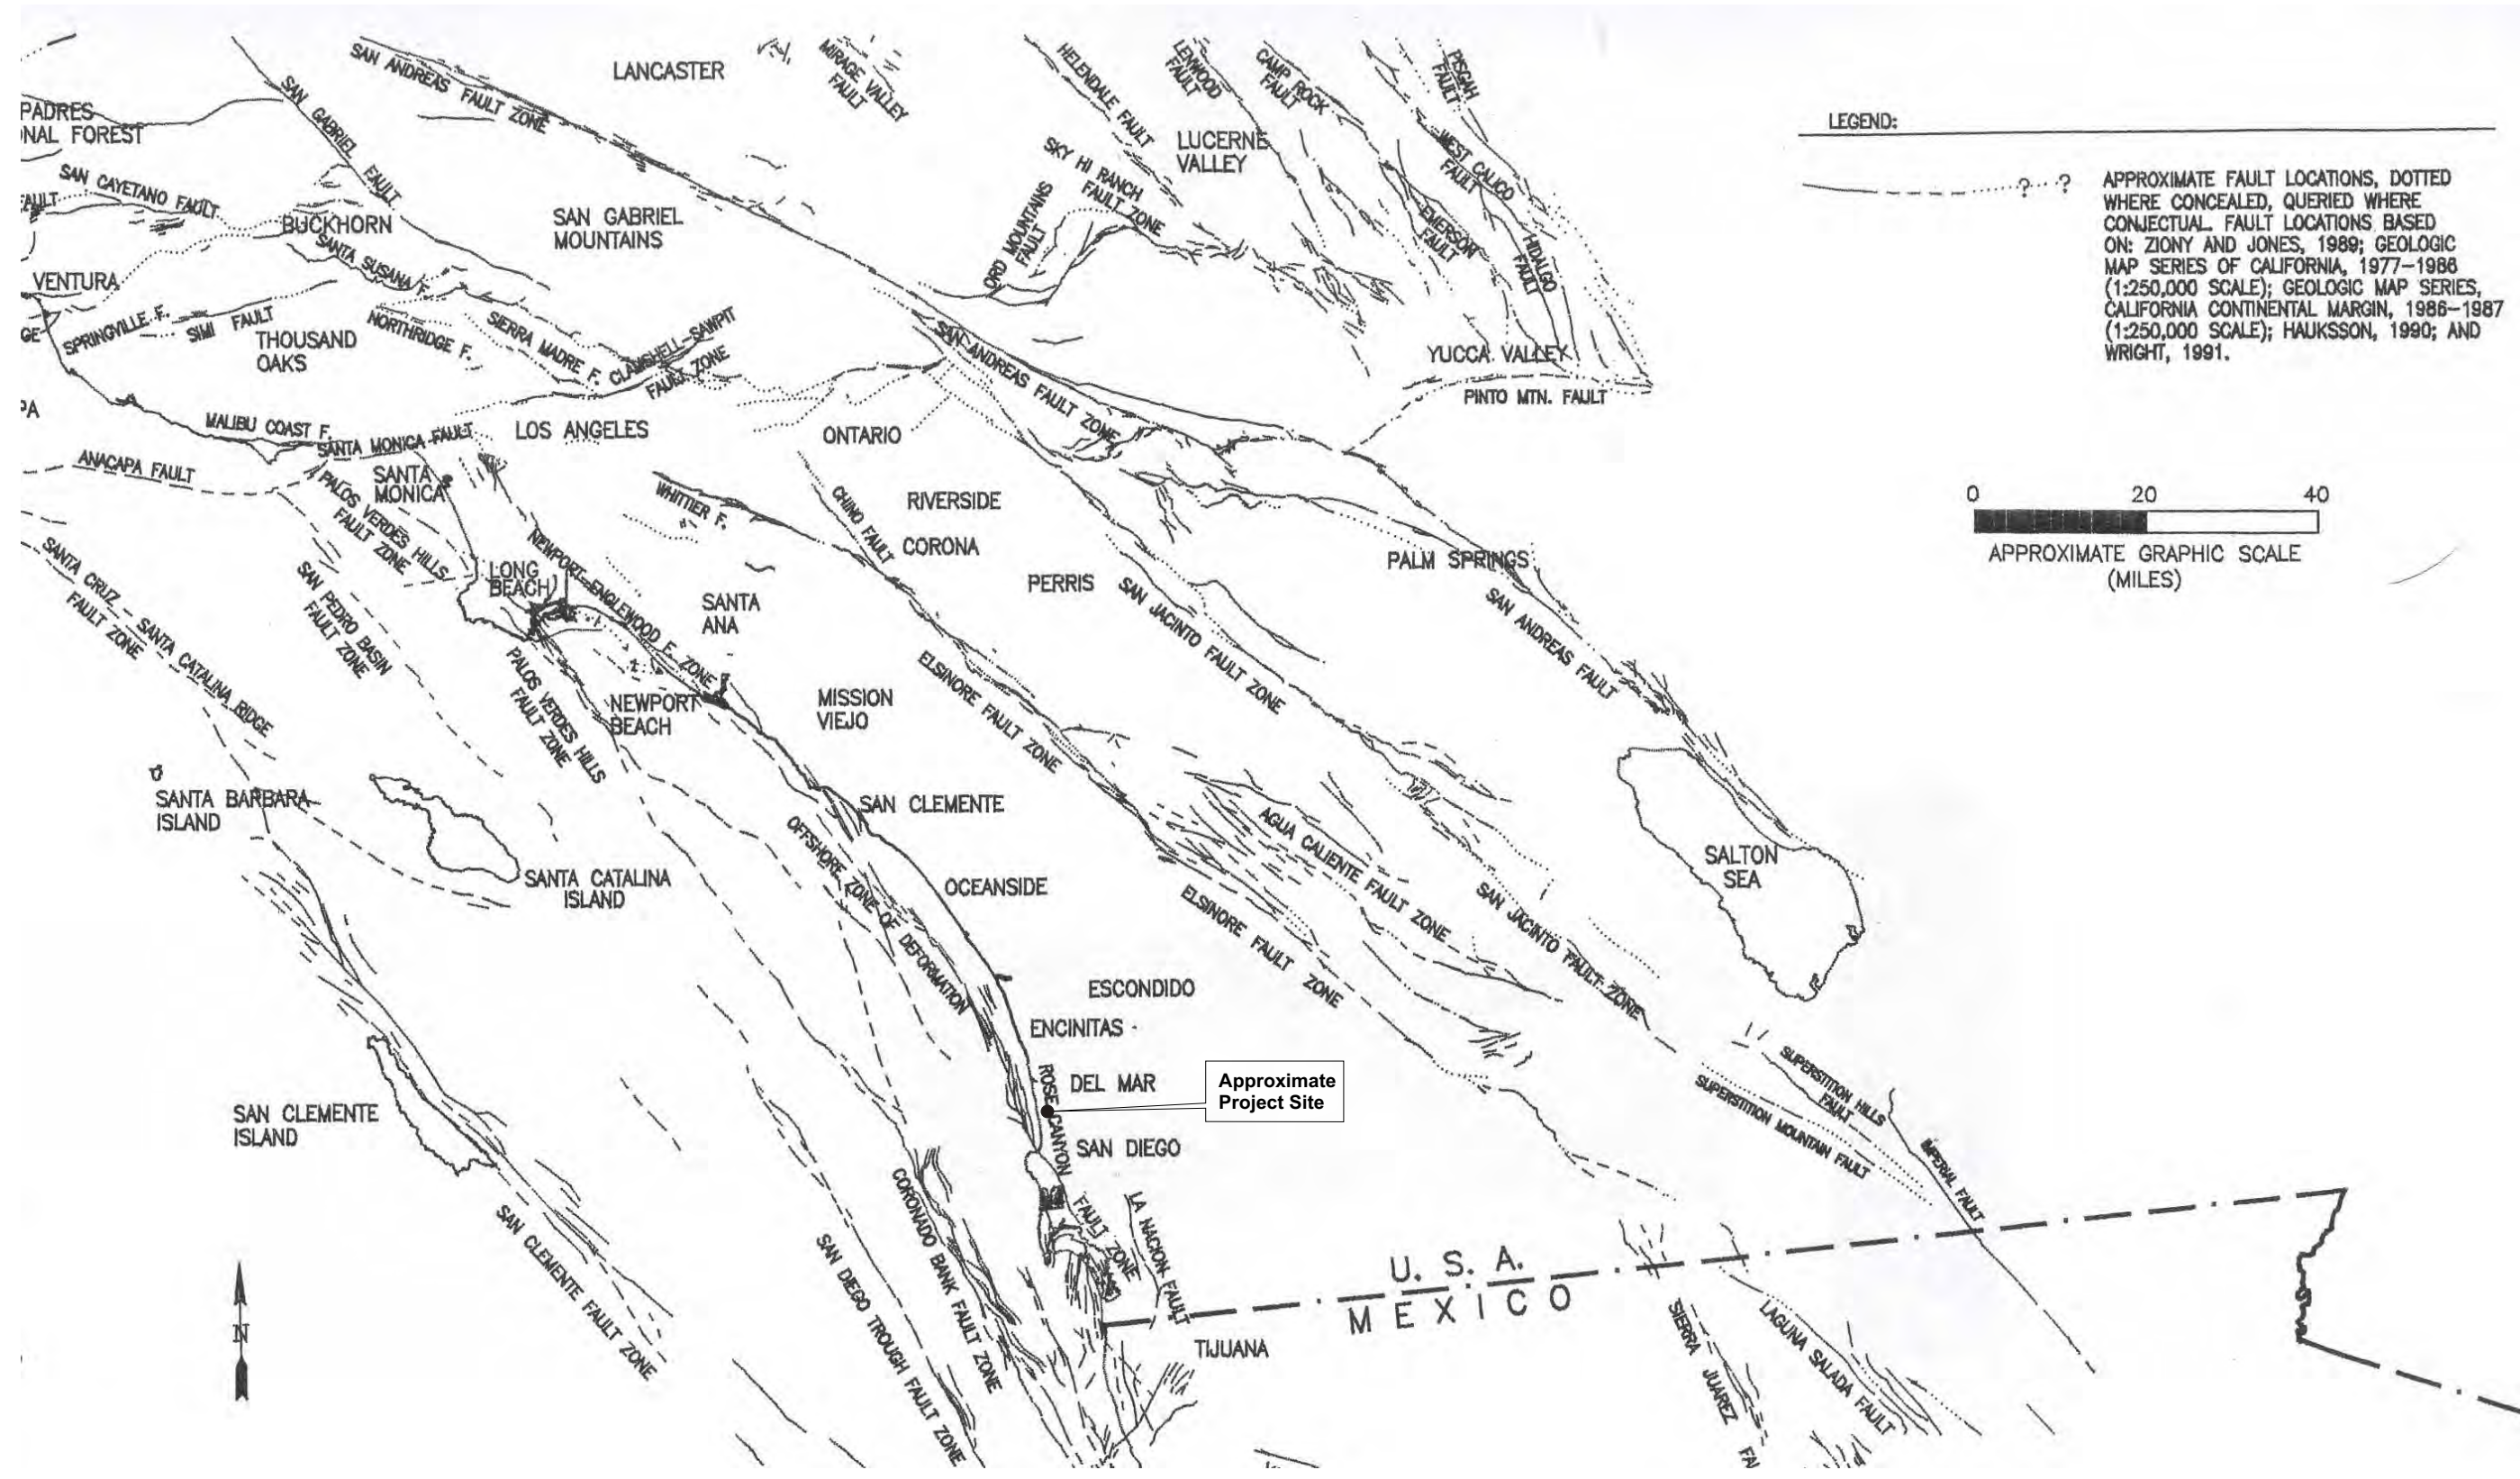 SAN ANDREAS FAULT ZONE
LANCASTER
MIRAGE VALLEY
FAULT
HELENDALE FAULT
LENWOOD
FAULT
CAMP ROCK
FAULT
PISGAH
FAULT
PADRES
NAL FOREST
SAN GABRIEL FAULT
LUCERNE
VALLEY
WEST CALICO
FAULT
SKY HI RANCH
FAULT ZONE
SAN CAYETANO FAULT
FAULT
BUCKHORN
SAN GABRIEL
MOUNTAINS
ORD MOUNTAINS
FAULT
EMERSON
FAULT
HIDALGO
FAULT
SANTA SUSANA F.
VENTURA
SPRINGVILLE F.
SIMI FAULT
THOUSAND
OAKS
NORTHRIDGE F.
SIERRA MADRE F.
CLAMSHELL-SAWPIT
FAULT ZONE
SAN ANDREAS FAULT ZONE
YUCCA VALLEY
PINTO MTN. FAULT
GE
PA
MALIBU COAST F.
SANTA MONICA FAULT
LOS ANGELES
ONTARIO
ANACAPA FAULT
SANTA
MONICA
PALOS VERDES HILLS
FAULT ZONE
WHITTIER F.
CHINO FAULT
RIVERSIDE
CORONA
PERRIS
PALM SPRINGS
SANTA CRUZ - SANTA CATALINA RIDGE
FAULT ZONE
SAN PEDRO BASIN
FAULT ZONE
LONG
BEACH
NEWPORT-ENGLEWOOD F. ZONE
SANTA
ANA
SAN JACINTO FAULT ZONE
SAN ANDREAS FAULT
PALOS VERDES HILLS
FAULT ZONE
NEWPORT
BEACH
MISSION
VIEJO
ELSINORE FAULT ZONE
SANTA BARBARA
ISLAND
SAN CLEMENTE
OFFSHORE ZONE OF DEFORMATION
AGUA CALIENTE FAULT ZONE
SALTON
SEA
SANTA CATALINA
ISLAND
OCEANSIDE
ELSINORE FAULT ZONE
SAN JACINTO FAULT ZONE
ESCONDIDO
ENCINITAS
DEL MAR
Approximate
Project Site
ROSE CANYON FAULT ZONE
SAN DIEGO
SAN CLEMENTE
ISLAND
SUPERSTITION HILLS
FAULT
SUPERSTITION MOUNTAIN FAULT
IMPERIAL FAULT
SAN CLEMENTE FAULT ZONE
SAN DIEGO TROUGH FAULT ZONE
CORONADO BANK FAULT ZONE
LA NACION FAULT
U. S. A.
MEXICO
TIJUANA
SIERRA JUAREZ FA
LAGUNA SALADA FAULT
N
LEGEND:
? ?
APPROXIMATE FAULT LOCATIONS, DOTTED
WHERE CONCEALED, QUERIED WHERE
CONJECTUAL. FAULT LOCATIONS BASED
ON: ZIONY AND JONES, 1989; GEOLOGIC
MAP SERIES OF CALIFORNIA, 1977-1986
(1:250,000 SCALE); GEOLOGIC MAP SERIES,
CALIFORNIA CONTINENTAL MARGIN, 1986-1987
(1:250,000 SCALE); HAUKSSON, 1990; AND
WRIGHT, 1991.
0 20 40
APPROXIMATE GRAPHIC SCALE
(MILES)